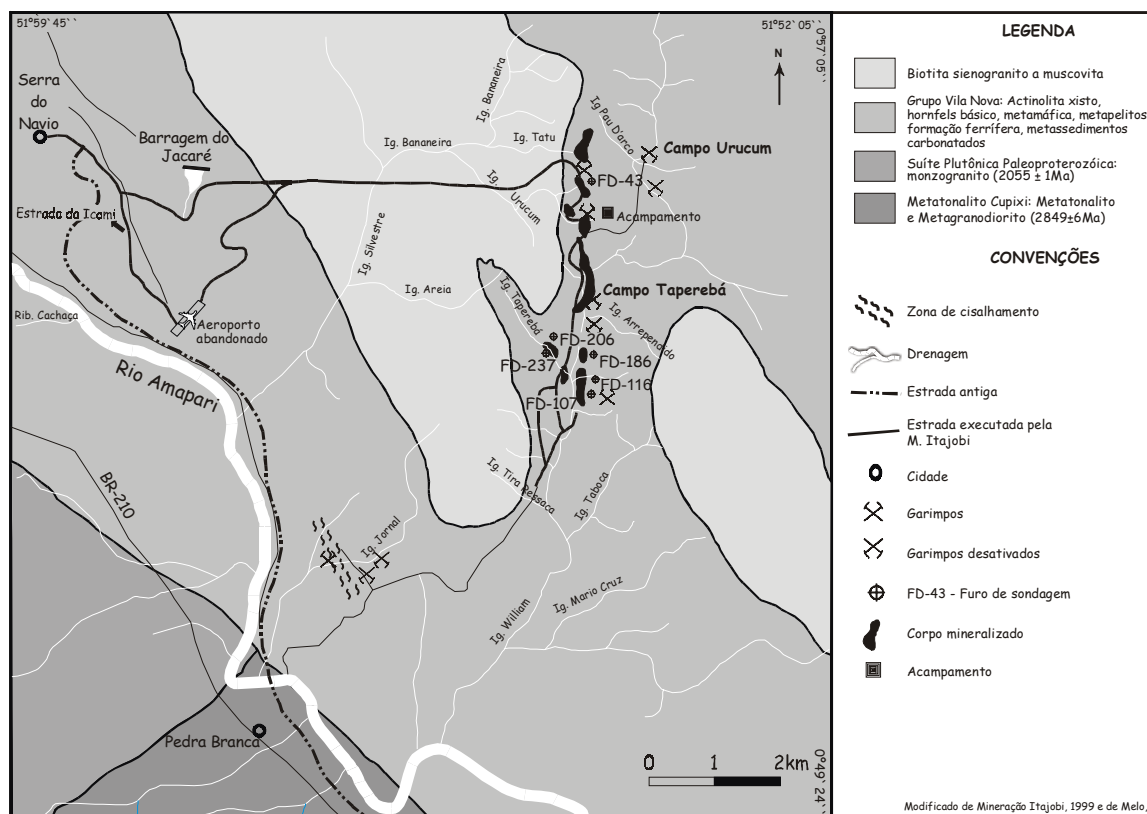 51°59`45``
51°52`05``
0°57`05``
N
Serra
do
Navio
Barragem do
Jacaré
Ig. Bananeira
Ig Pau D'arco
Ig. Bananeira
Ig. Tatu
Campo Urucum
FD-43
Ig. Urucum
Acampamento
Estrada da Icami
Ig. Silvestre
Ig. Areia
Ig. Taperebá
Campo Taperebá
Ig. Arrependido
Rib. Cachaça
Aeroporto
abandonado
FD-206
FD-237
FD-186
FD-116
FD-107
Rio Amapari
BR-210
Ig. Tira Ressaca
Ig. Taboca
Ig. Jornal
Ig. Mario Cruz
Ig. William
Pedra Branca
0 1 2km
0°49`24``
LEGENDA
Biotita sienogranito a muscovita
Grupo Vila Nova: Actinolita xisto,
hornfels básico, metamáfica, metapelitos
formação ferrífera, metassedimentos
carbonatados
Suíte Plutônica Paleoproterozóica:
monzogranito (2055 ± 1Ma)
Metatonalito Cupixi: Metatonalito
e Metagranodiorito (2849±6Ma)
CONVENÇÕES
Zona de cisalhamento
Drenagem
Estrada antiga
Estrada executada pela
M. Itajobi
Cidade
Garimpos
Garimpos desativados
FD-43 - Furo de sondagem
Corpo mineralizado
Acampamento
Modificado de Mineração Itajobi, 1999 e de Melo,